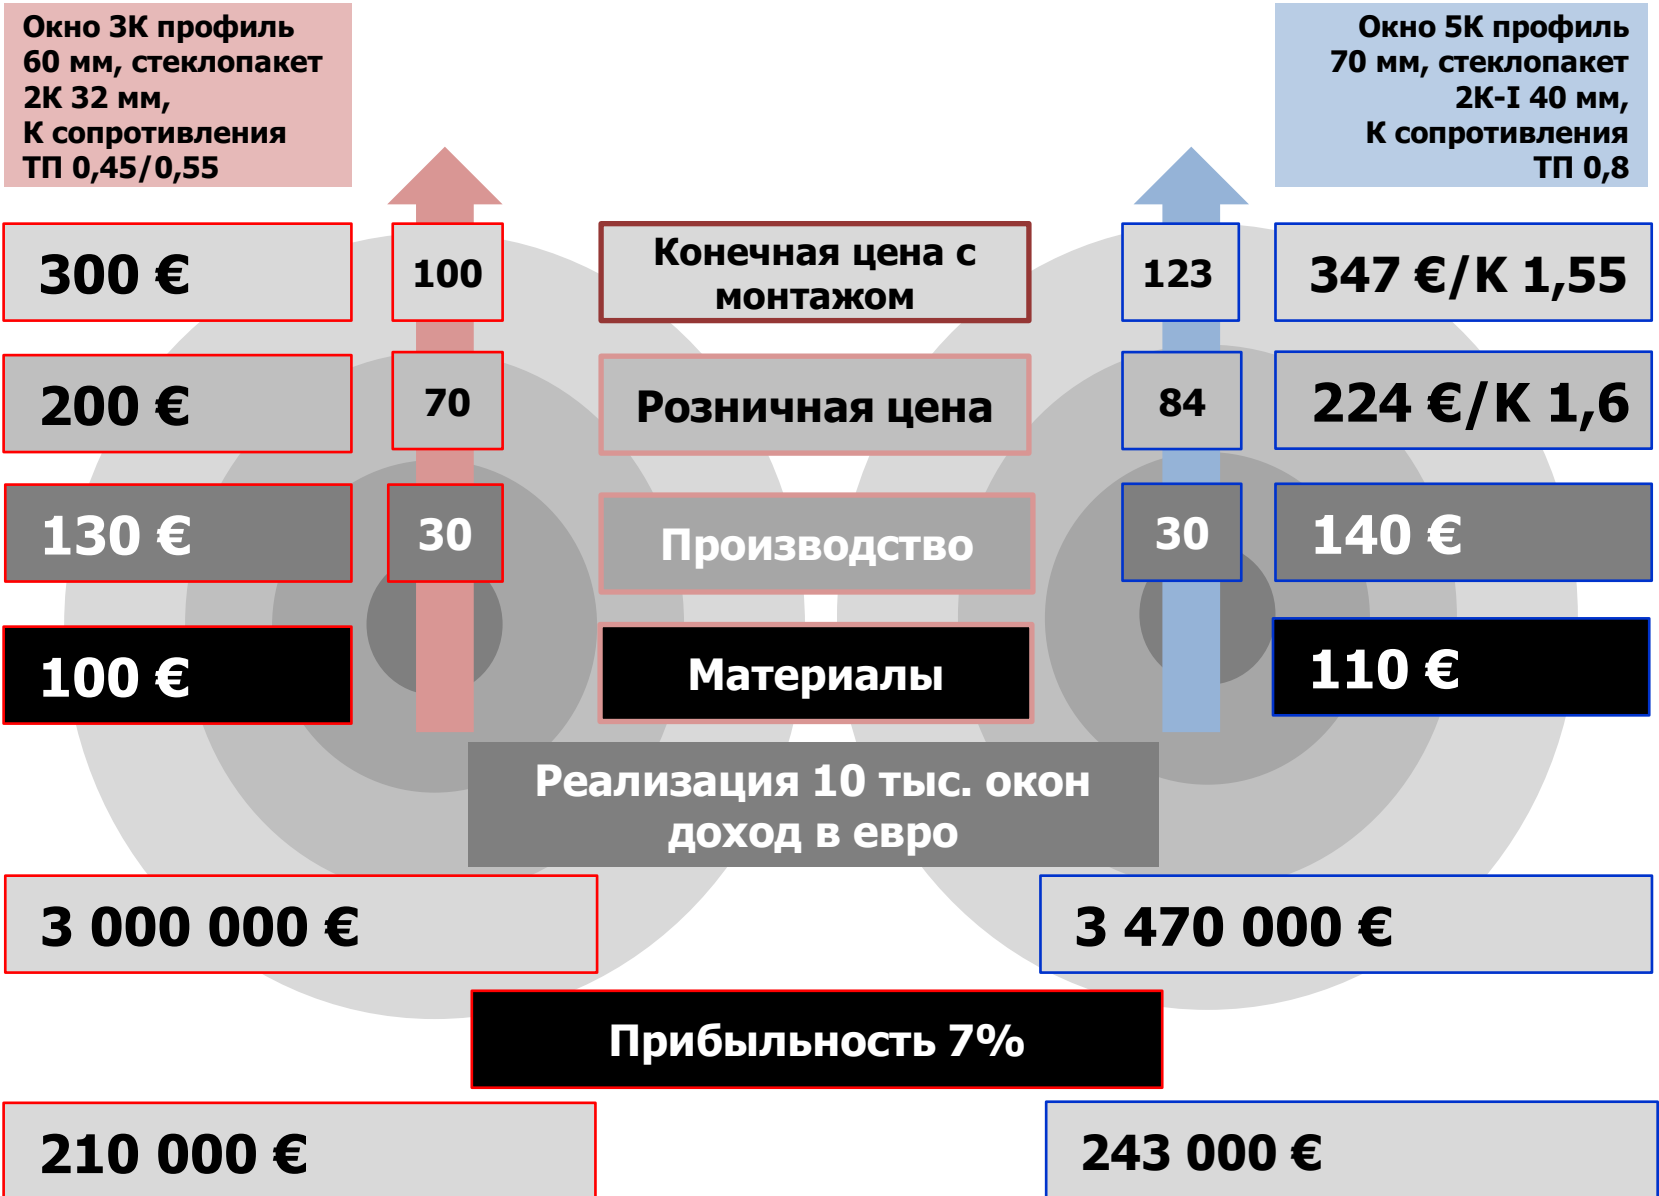 Окно 3К профиль
60 мм, стеклопакет
2К 32 мм,
К сопротивления
ТП 0,45/0,55
Окно 5К профиль
70 мм, стеклопакет
2К-I 40 мм,
К сопротивления
ТП 0,8
300 €
100
Конечная цена с
монтажом
123
347 €/К 1,55
200 €
70
Розничная цена
84
224 €/К 1,6
130 €
30
Производство
30
140 €
100 €
Материалы
110 €
Реализация 10 тыс. окон
доход в евро
3 000 000 €
3 470 000 €
Прибыльность 7%
210 000 €
243 000 €